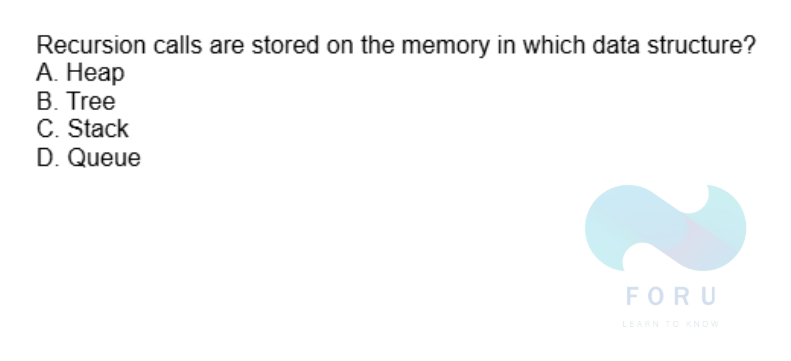 Recursion calls are stored on the memory in which data structure?
A. Heap
B. Tree
C. Stack
D. Queue
FORU
LEARN TO KNOW